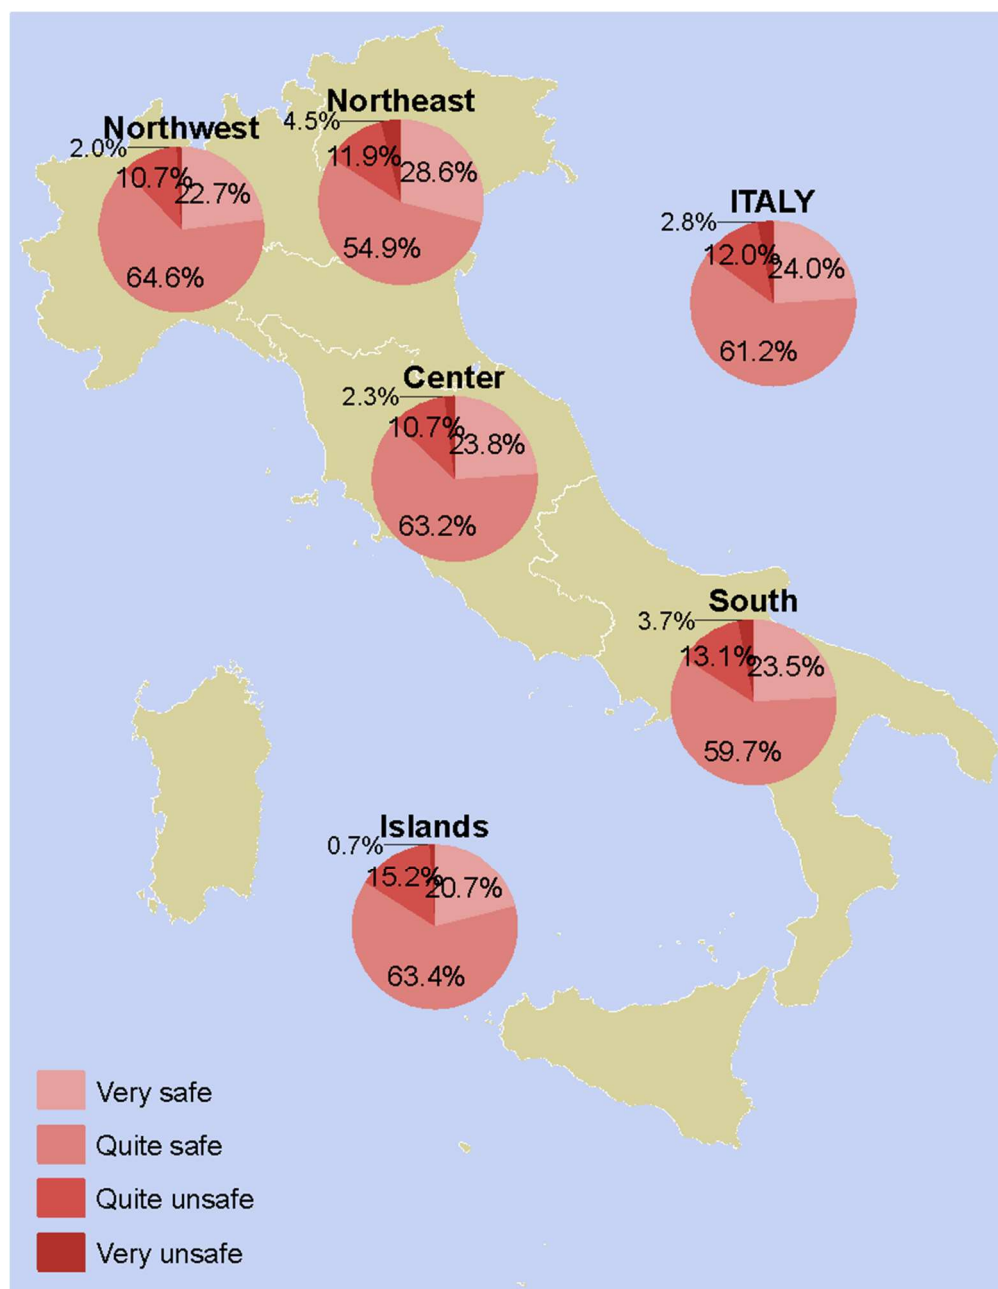 Northeast
4.5%
11.9%
28.6%
54.9%
Northwest
2.0%
10.7%
22.7%
64.6%
ITALY
2.8%
12.0%
24.0%
61.2%
Center
2.3%
10.7%
23.8%
63.2%
South
3.7%
13.1%
23.5%
59.7%
Islands
0.7%
15.2%
20.7%
63.4%
Very safe
Quite safe
Quite unsafe
Very unsafe